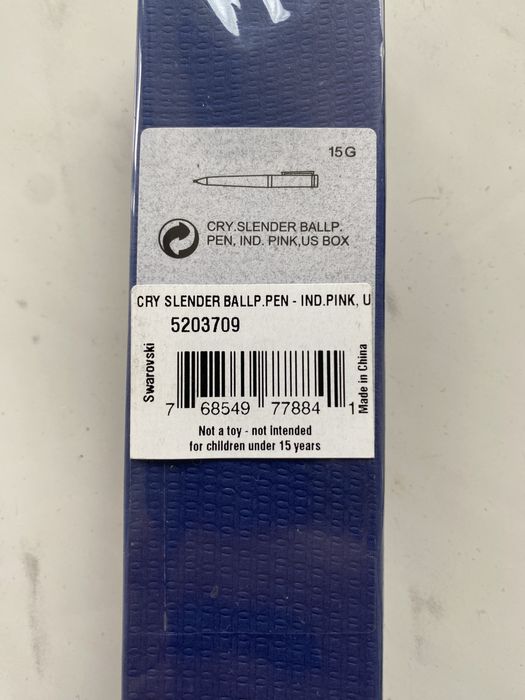 15G
CRY.SLENDER BALLP.
PEN, IND. PINK,US BOX
CRY SLENDER BALLP.PEN - IND.PINK, U
5203709
Swarovski
Made in China
7 68549 77884 1
Not a toy - not intended
for children under 15 years